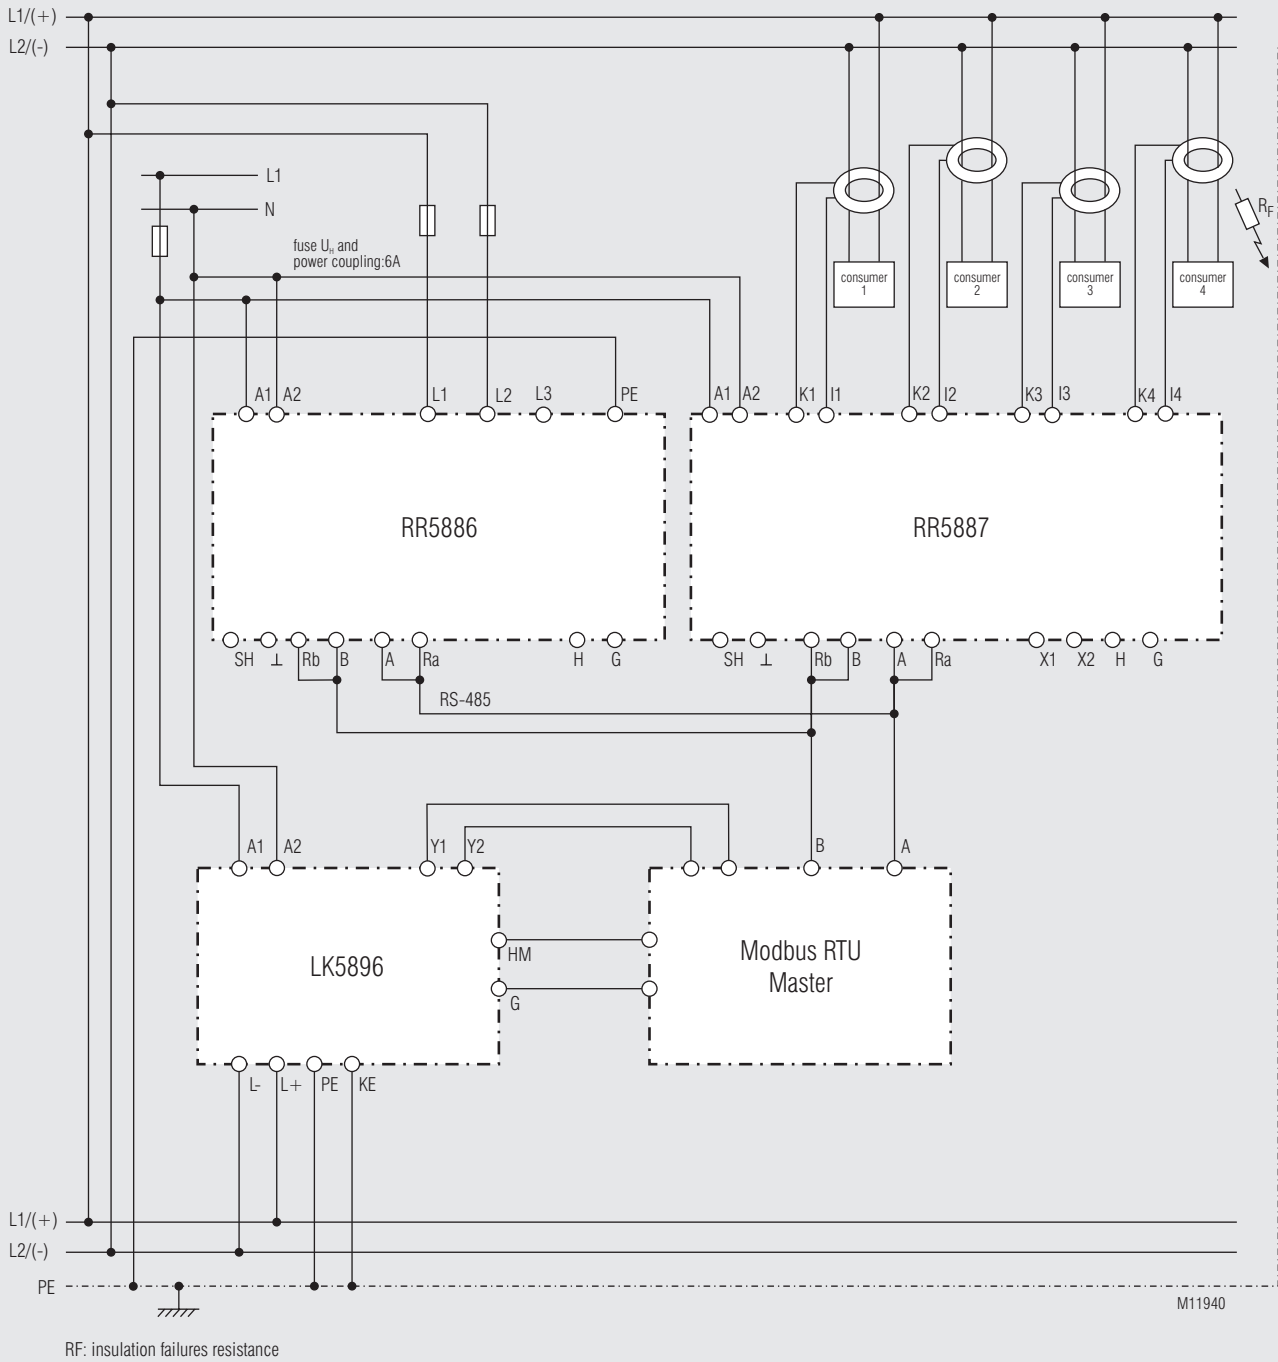 L1/(+)
L2/(-)
L1
N
RF
fuse UH and
power coupling:6A
consumer
1
consumer
2
consumer
3
consumer
4
A1 A2 L1 L2 L3 PE
A1 A2 K1 I1 K2 I2 K3 I3 K4 I4
RR5886
RR5887
SH ⊥ Rb B A Ra H G
SH ⊥ Rb B A Ra X1 X2 H G
RS-485
A1 A2 Y1 Y2 B A
LK5896
HM
G
Modbus RTU
Master
L- L+ PE KE
L1/(+)
L2/(-)
PE
M11940
RF: insulation failures resistance